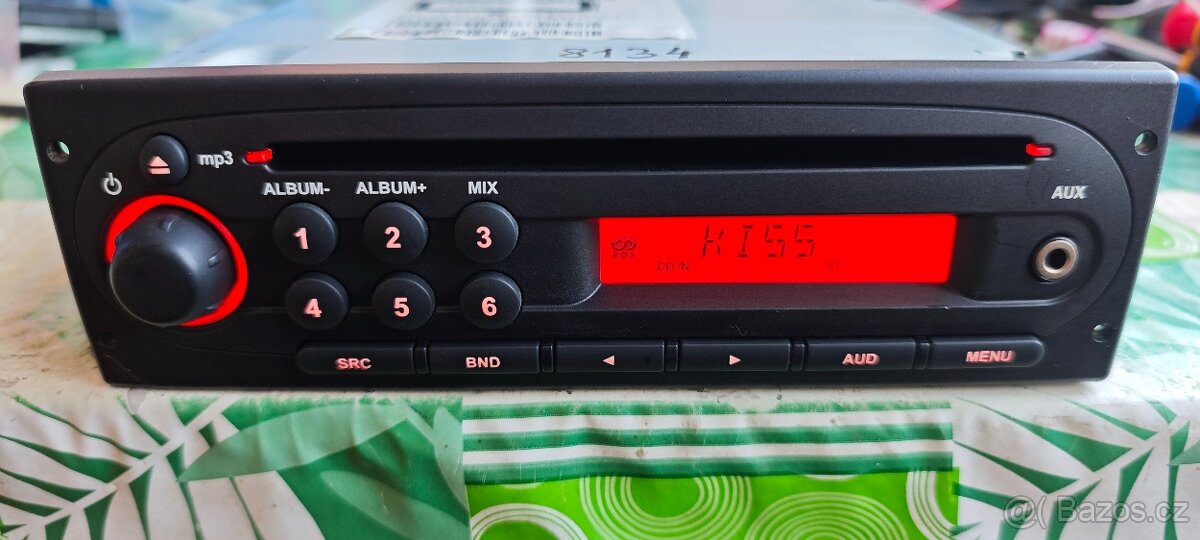 8134
mp3
ALBUM-
ALBUM+
MIX
AUX
1
2
3
RDS
KISS
CD IN
ST
4
5
6
SRC
BND
AUD
MENU
@ Bazos.cz